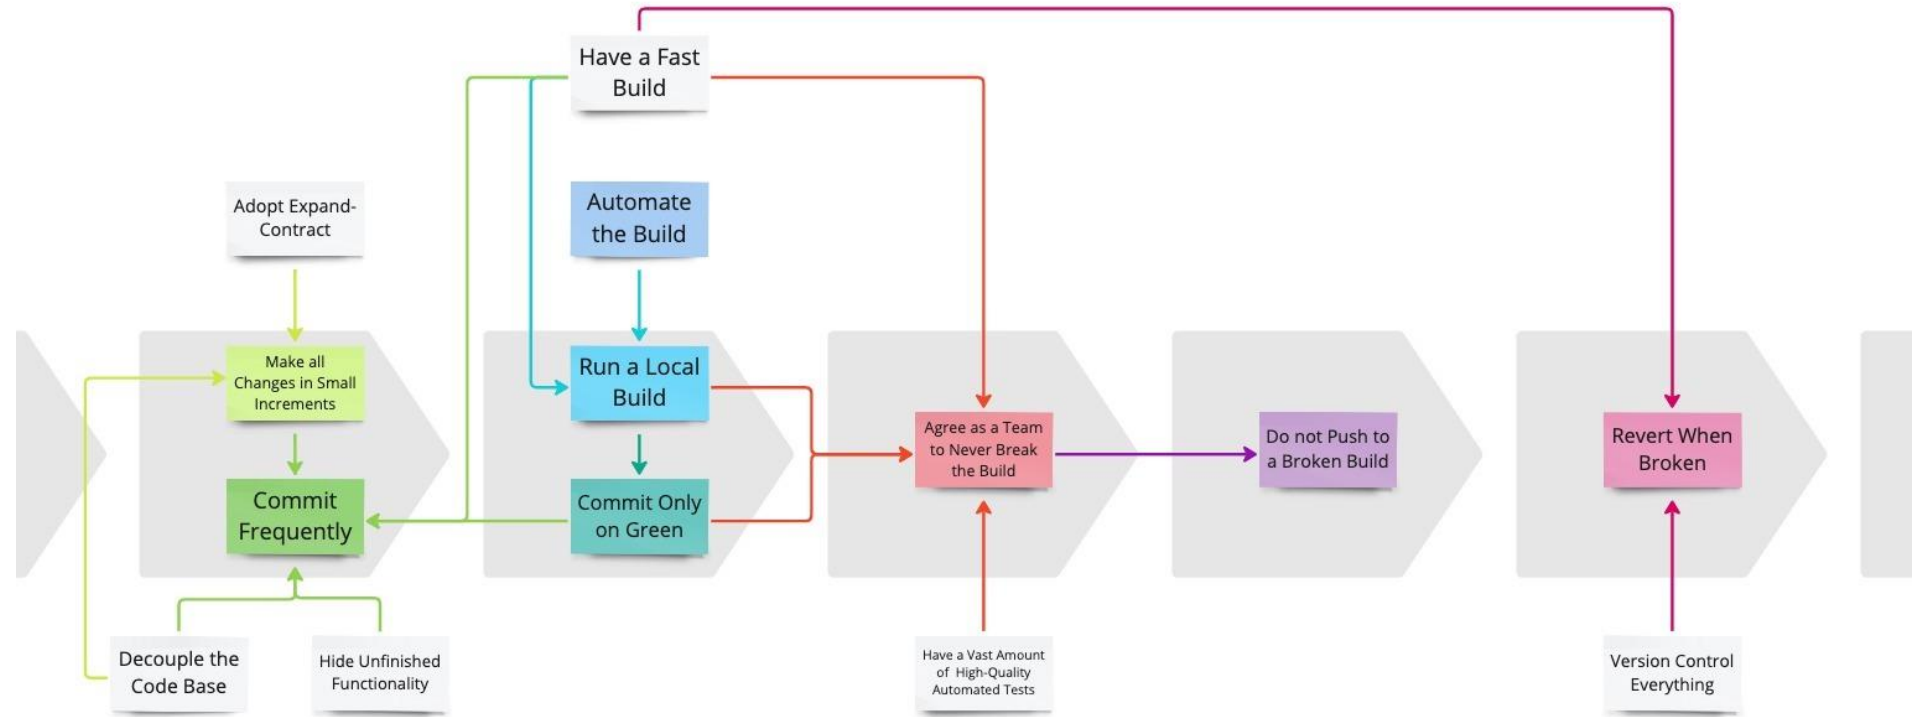 Have a Fast
Build
Adopt Expand-
Contract
Automate
the Build
Make all
Changes in Small
Increments
Run a Local
Build
Agree as a Team
to Never Break
the Build
Do not Push to
a Broken Build
Revert When
Broken
Commit
Frequently
Commit Only
on Green
Decouple the
Code Base
Hide Unfinished
Functionality
Have a Vast Amount
of High-Quality
Automated Tests
Version Control
Everything